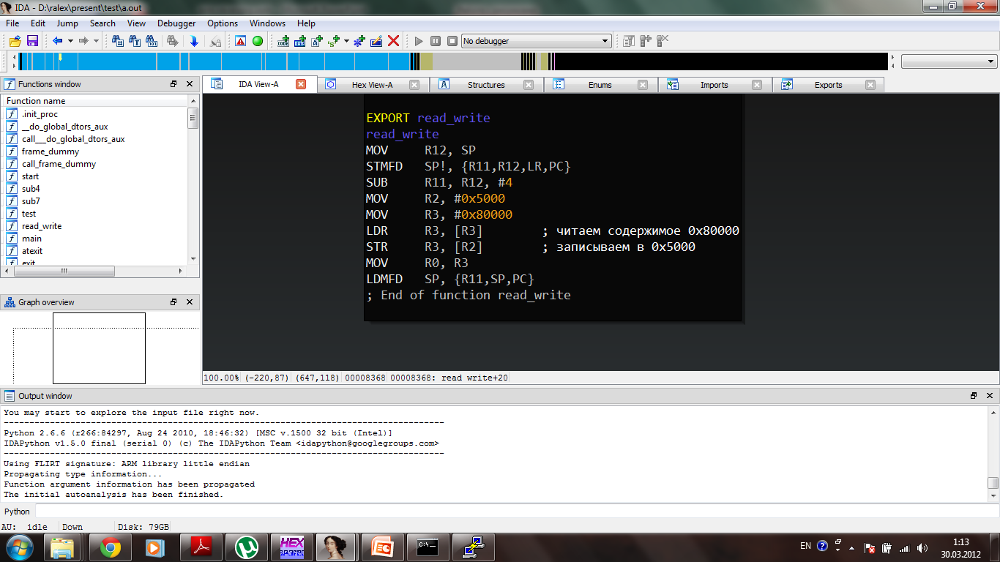 IDA - D:\ralex\present\test\a.out
File Edit Jump Search View Debugger Options Windows Help
No debugger
Functions window
Function name
.init_proc
__do_global_dtors_aux
call___do_global_dtors_aux
frame_dummy
call_frame_dummy
start
sub4
sub7
test
read_write
main
atexit
exit
Graph overview
IDA View-A Hex View-A Structures Enums Imports Exports
EXPORT read_write
read_write
MOV R12, SP
STMFD SP!, {R11,R12,LR,PC}
SUB R11, R12, #4
MOV R2, #0x5000
MOV R3, #0x80000
LDR R3, [R3] ; читаем содержимое 0x80000
STR R3, [R2] ; записываем в 0x5000
MOV R0, R3
LDMFD SP, {R11,SP,PC}
; End of function read_write
100.00% (-220,87) (647,118) 00008368 00008368: read write+20
Output window
You may start to explore the input file right now.
---------------------------------------------------------------------------------------
Python 2.6.6 (r266:84297, Aug 24 2010, 18:46:32) [MSC v.1500 32 bit (Intel)]
IDAPython v1.5.0 final (serial 0) (c) The IDAPython Team <idapython@googlegroups.com>
---------------------------------------------------------------------------------------
Using FLIRT signature: ARM library little endian
Propagating type information...
Function argument information has been propagated
The initial autoanalysis has been finished.
Python
AU: idle Down Disk: 79GB
EN
1:13
30.03.2012